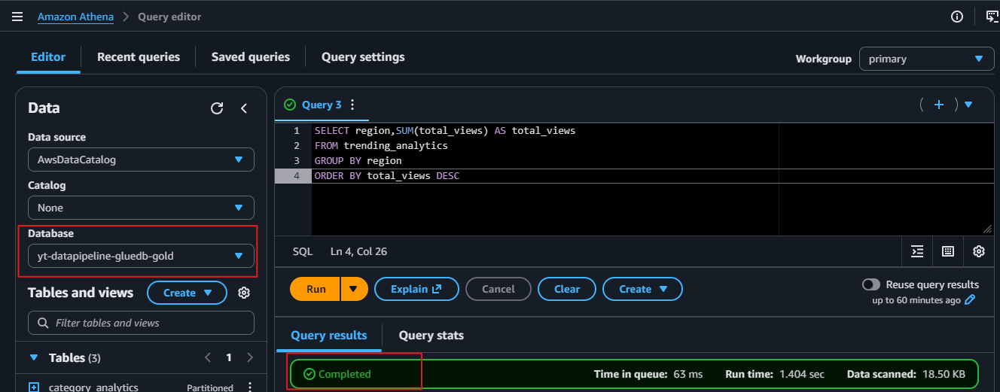 Amazon Athena > Query editor
Editor
Recent queries
Saved queries
Query settings
Workgroup
primary
Data
Data source
AwsDataCatalog
Catalog
None
Database
yt-datapipeline-gluedb-gold
Tables and views
Create
Filter tables and views
Tables (3)
1
category_analytics
Partitioned
Query 3
1 SELECT region,SUM(total_views) AS total_views
2 FROM trending_analytics
3 GROUP BY region
4 ORDER BY total_views DESC
SQL
Ln 4, Col 26
Run
Explain
Cancel
Clear
Create
Reuse query results
up to 60 minutes ago
Query results
Query stats
Completed
Time in queue: 63 ms
Run time: 1.404 sec
Data scanned: 18.50 KB